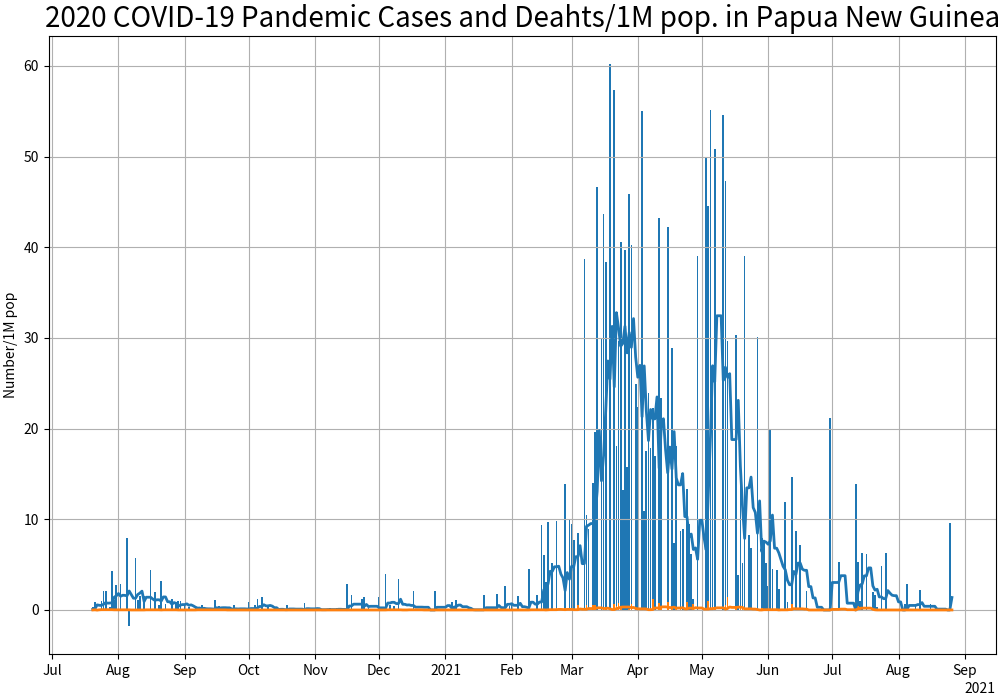 2020 COVID-19 Pandemic Cases and Deahts/1M pop. in Papua New Guinea
Number/1M pop
60
50
40
30
20
10
0
Jul Aug Sep Oct Nov Dec 2021 Feb Mar Apr May Jun Jul Aug Sep
2021